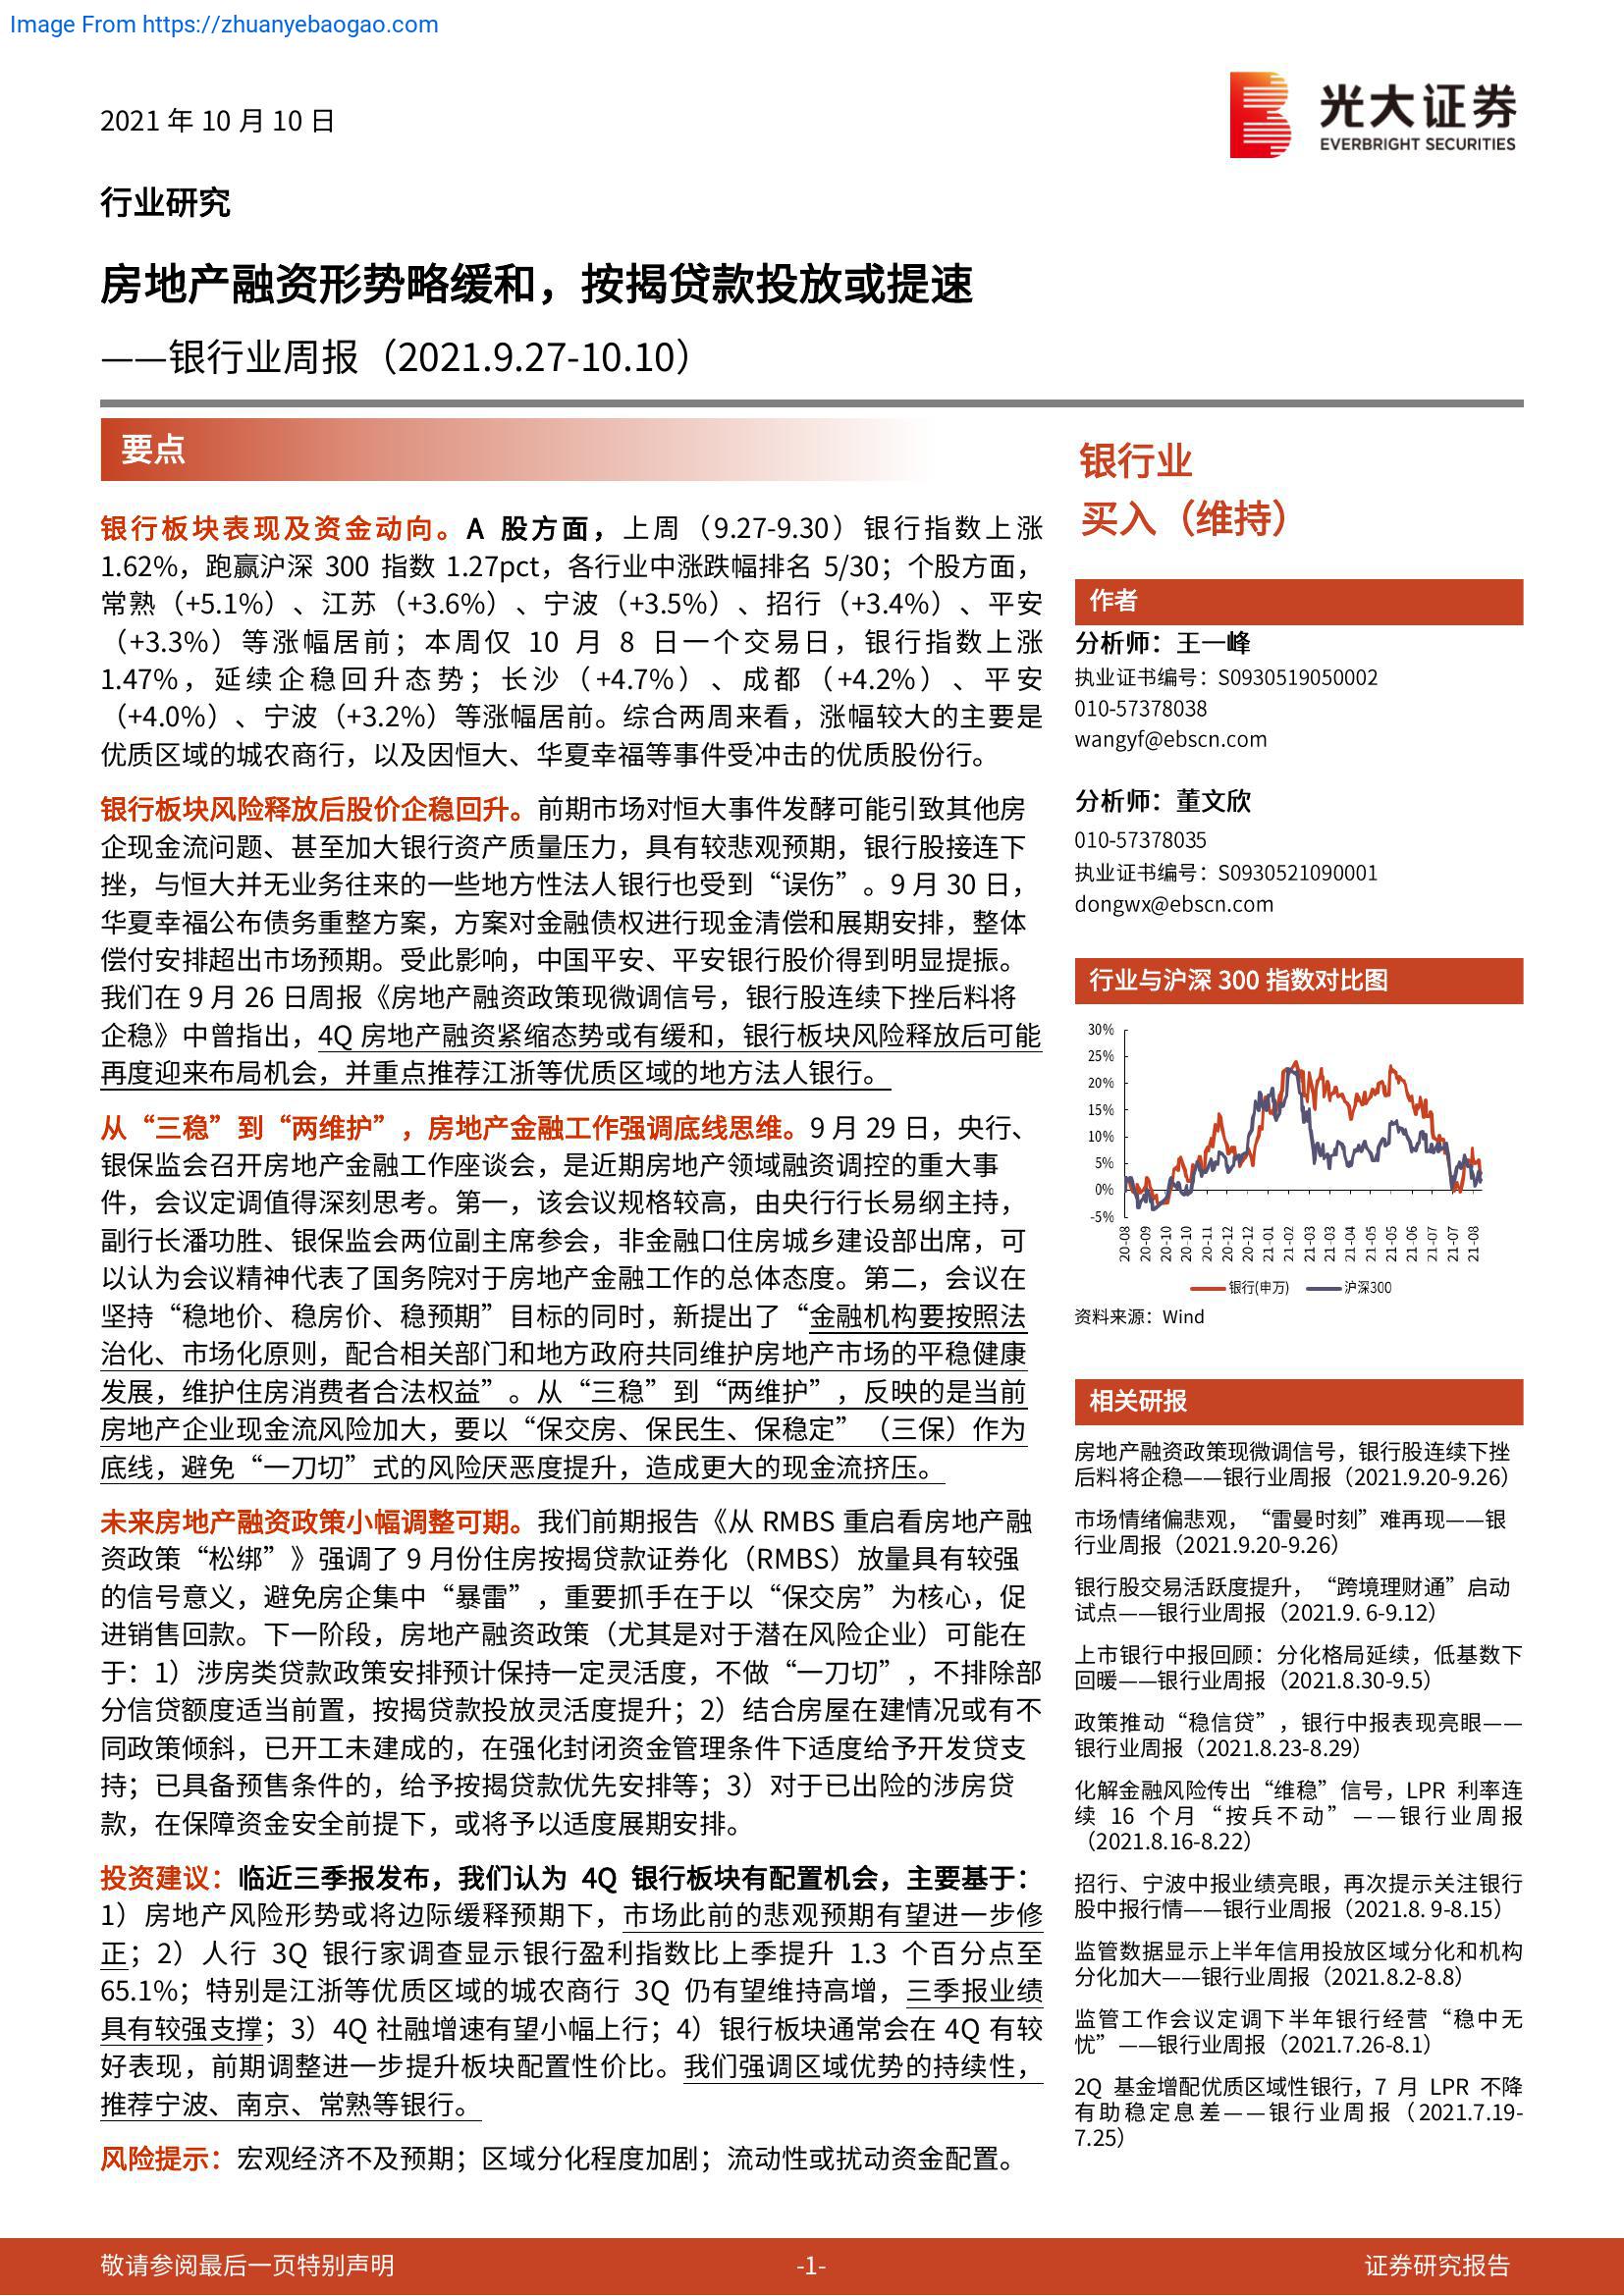 Image From https://zhuanyebaogao.com
2021 年 10 月 10 日
光大证券
EVERBRIGHT SECURITIES
行业研究
房地产融资形势略缓和，按揭贷款投放或提速
——银行业周报（2021.9.27-10.10）
要点
银行板块表现及资金动向。A 股方面，上周（9.27-9.30）银行指数上涨
1.62%，跑赢沪深 300 指数 1.27pct，各行业中涨跌幅排名 5/30；个股方面，
常熟（+5.1%）、江苏（+3.6%）、宁波（+3.5%）、招行（+3.4%）、平安
（+3.3%）等涨幅居前；本周仅 10 月 8 日一个交易日，银行指数上涨
1.47%，延续企稳回升态势；长沙（+4.7%）、成都（+4.2%）、平安
（+4.0%）、宁波（+3.2%）等涨幅居前。综合两周来看，涨幅较大的主要是
优质区域的城农商行，以及因恒大、华夏幸福等事件受冲击的优质股份行。
银行板块风险释放后股价企稳回升。前期市场对恒大事件发酵可能引致其他房
企现金流问题、甚至加大银行资产质量压力，具有较悲观预期，银行股接连下
挫，与恒大并无业务往来的一些地方性法人银行也受到“误伤”。9 月 30 日，
华夏幸福公布债务重整方案，方案对金融债权进行现金清偿和展期安排，整体
偿付安排超出市场预期。受此影响，中国平安、平安银行股价得到明显提振。
我们在 9 月 26 日周报《房地产融资政策现微调信号，银行股连续下挫后料将
企稳》中曾指出，4Q 房地产融资紧缩态势或有缓和，银行板块风险释放后可能
再度迎来布局机会，并重点推荐江浙等优质区域的地方法人银行。
从“三稳”到“两维护”，房地产金融工作强调底线思维。9 月 29 日，央行、
银保监会召开房地产金融工作座谈会，是近期房地产领域融资调控的重大事
件，会议定调值得深刻思考。第一，该会议规格较高，由央行行长易纲主持，
副行长潘功胜、银保监会两位副主席参会，非金融口住房城乡建设部出席，可
以认为会议精神代表了国务院对于房地产金融工作的总体态度。第二，会议在
坚持“稳地价、稳房价、稳预期”目标的同时，新提出了“金融机构要按照法
治化、市场化原则，配合相关部门和地方政府共同维护房地产市场的平稳健康
发展，维护住房消费者合法权益”。从“三稳”到“两维护”，反映的是当前
房地产企业现金流风险加大，要以“保交房、保民生、保稳定”（三保）作为
底线，避免“一刀切”式的风险厌恶度提升，造成更大的现金流挤压。
未来房地产融资政策小幅调整可期。我们前期报告《从 RMBS 重启看房地产融
资政策“松绑”》强调了 9 月份住房按揭贷款证券化（RMBS）放量具有较强
的信号意义，避免房企集中“暴雷”，重要抓手在于以“保交房”为核心，促
进销售回款。下一阶段，房地产融资政策（尤其是对于潜在风险企业）可能在
于：1）涉房类贷款政策安排预计保持一定灵活度，不做“一刀切”，不排除部
分信贷额度适当前置，按揭贷款投放灵活度提升；2）结合房屋在建情况或有不
同政策倾斜，已开工未建成的，在强化封闭资金管理条件下适度给予开发贷支
持；已具备预售条件的，给予按揭贷款优先安排等；3）对于已出险的涉房贷
款，在保障资金安全前提下，或将予以适度展期安排。
投资建议：临近三季报发布，我们认为 4Q 银行板块有配置机会，主要基于：
1）房地产风险形势或将边际缓释预期下，市场此前的悲观预期有望进一步修
正；2）人行 3Q 银行家调查显示银行盈利指数比上季提升 1.3 个百分点至
65.1%；特别是江浙等优质区域的城农商行 3Q 仍有望维持高增，三季报业绩
具有较强支撑；3）4Q 社融增速有望小幅上行；4）银行板块通常会在 4Q 有较
好表现，前期调整进一步提升板块配置性价比。我们强调区域优势的持续性，
推荐宁波、南京、常熟等银行。
风险提示：宏观经济不及预期；区域分化程度加剧；流动性或扰动资金配置。
银行业
买入（维持）
作者
分析师：王一峰
执业证书编号：S0930519050002
010-57378038
wangyf@ebscn.com
分析师：董文欣
010-57378035
执业证书编号：S0930521090001
dongwx@ebscn.com
行业与沪深 300 指数对比图
30%
25%
20%
15%
10%
5%
0%
-5%
20-08 20-09 20-10 20-10 20-11 20-12 20-12 21-01 21-02 21-03 21-03 21-04 21-05 21-05 21-06 21-07 21-07 21-08
银行(申万) 沪深300
资料来源：Wind
相关研报
房地产融资政策现微调信号，银行股连续下挫
后料将企稳——银行业周报（2021.9.20-9.26）
市场情绪偏悲观，“雷曼时刻”难再现——银
行业周报（2021.9.20-9.26）
银行股交易活跃度提升，“跨境理财通”启动
试点——银行业周报（2021.9. 6-9.12）
上市银行中报回顾：分化格局延续，低基数下
回暖——银行业周报（2021.8.30-9.5）
政策推动“稳信贷”，银行中报表现亮眼——
银行业周报（2021.8.23-8.29）
化解金融风险传出“维稳”信号，LPR 利率连
续 16 个月“按兵不动”——银行业周报
（2021.8.16-8.22）
招行、宁波中报业绩亮眼，再次提示关注银行
股中报行情——银行业周报（2021.8. 9-8.15）
监管数据显示上半年信用投放区域分化和机构
分化加大——银行业周报（2021.8.2-8.8）
监管工作会议定调下半年银行经营“稳中无
忧”——银行业周报（2021.7.26-8.1）
2Q 基金增配优质区域性银行，7 月 LPR 不降
有助稳定息差——银行业周报（2021.7.19-
7.25）
敬请参阅最后一页特别声明
-1-
证券研究报告